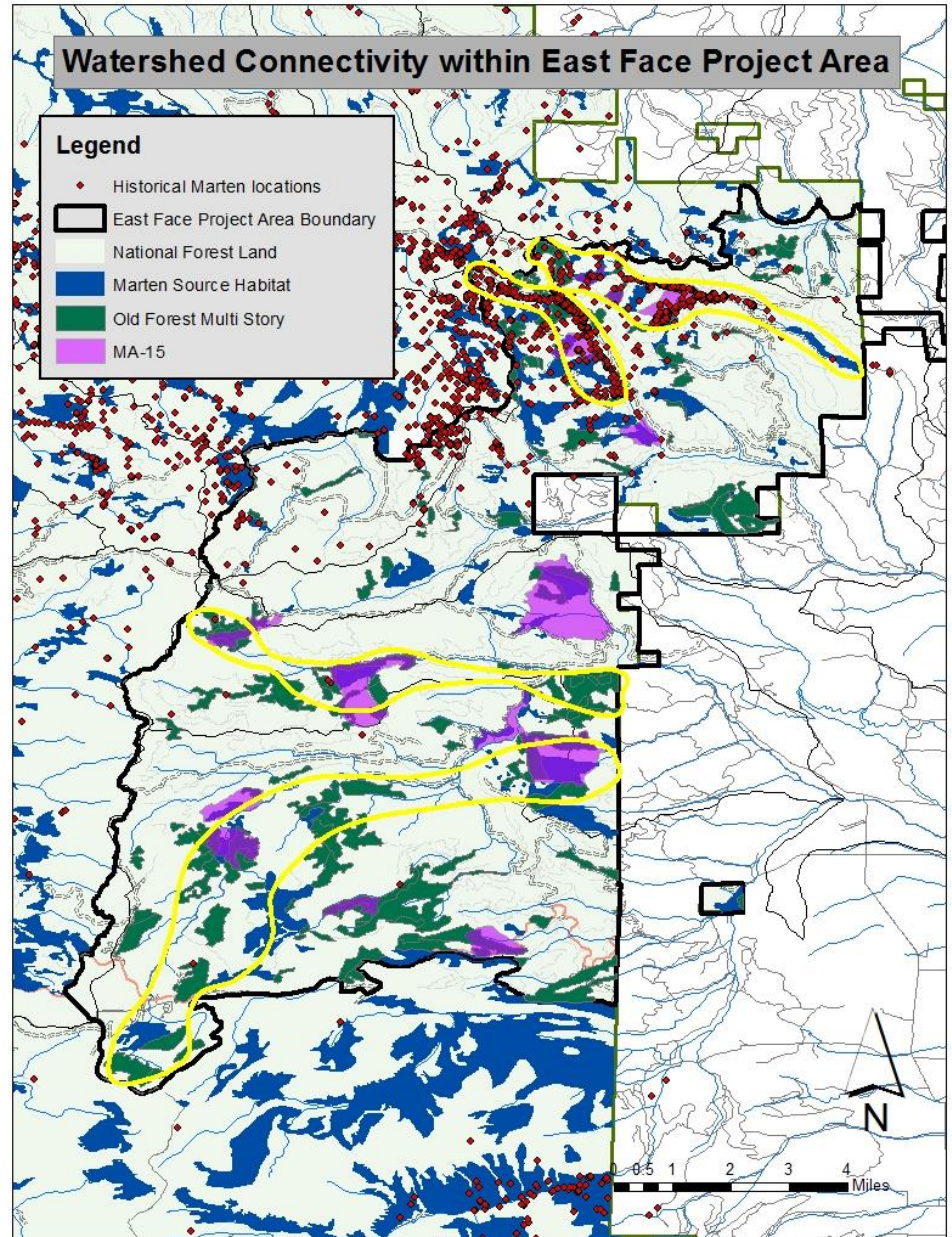 Watershed Connectivity within East Face Project Area
Legend
Historical Marten locations
East Face Project Area Boundary
National Forest Land
Marten Source Habitat
Old Forest Multi Story
MA-15
N
0 0.5 1 2 3 4
Miles